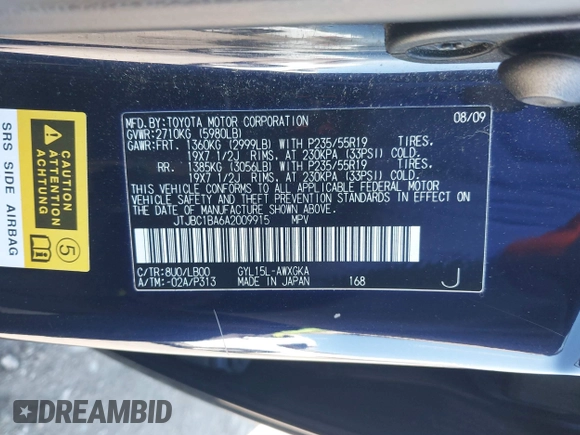 MFD.BY:TOYOTA MOTOR CORPORATION 08/09
GVWR:2710KG (5980LB)
GAWR:FRT. 1360KG (2999LB) WITH P235/55R19 TIRES.
19X7 1/2J RIMS. AT 230KPA (33PSI) COLD.
RR. 1385KG (3056LB) WITH P235/55R19 TIRES.
19X7 1/2J RIMS. AT 230KPA (33PSI) COLD.
THIS VEHICLE CONFORMS TO ALL APPLICABLE FEDERAL MOTOR
VEHICLE SAFETY AND THEFT PREVENTION STANDARDS IN EFFECT
ON THE DATE OF MANUFACTURE SHOWN ABOVE.
JTJBC1BA6A2009915 MPV
C/TR:8U0/LB00 GYL15L-AWXGKA
A/TM:-02A/P313 MADE IN JAPAN 168 J
SRS SIDE AIRBAG
CAUTION
ATTENTION
ACHTUNG
5
DREAMBID